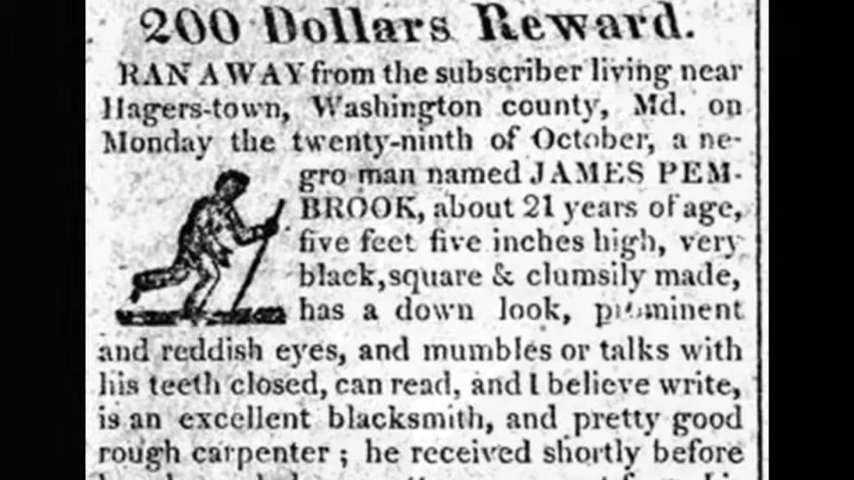 200 Dollars Reward.
RAN AWAY from the subscriber living near
Hagers-town, Washington county, Md. on
Monday the twenty-ninth of October, a ne-
gro man named JAMES PEM-
BROOK, about 21 years of age,
five feet five inches high, very
black, square & clumsily made,
has a down look, prominent
and reddish eyes, and mumbles or talks with
his teeth closed, can read, and I believe write,
is an excellent blacksmith, and pretty good
rough carpenter ; he received shortly before